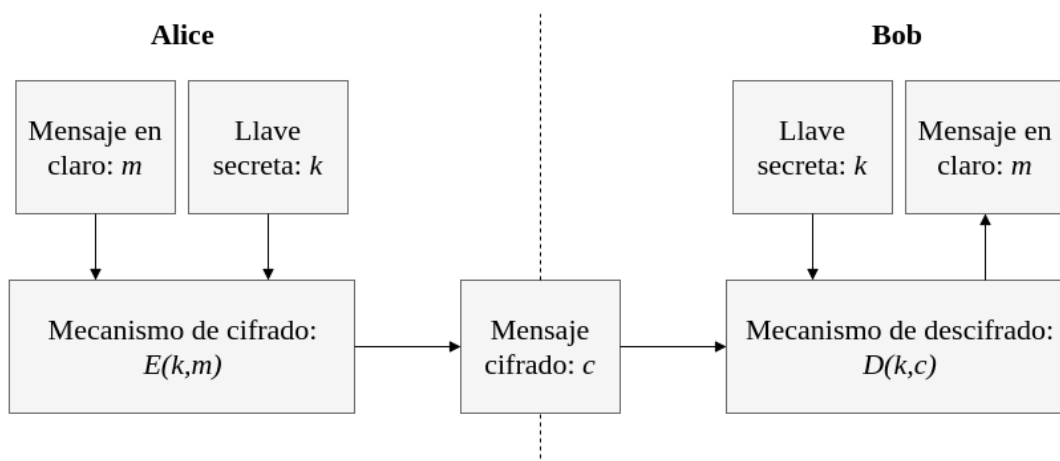 Alice
Bob
Mensaje en
claro: m
Llave
secreta: k
Llave
secreta: k
Mensaje en
claro: m
Mecanismo de cifrado:
E(k,m)
Mensaje
cifrado: c
Mecanismo de descifrado:
D(k,c)